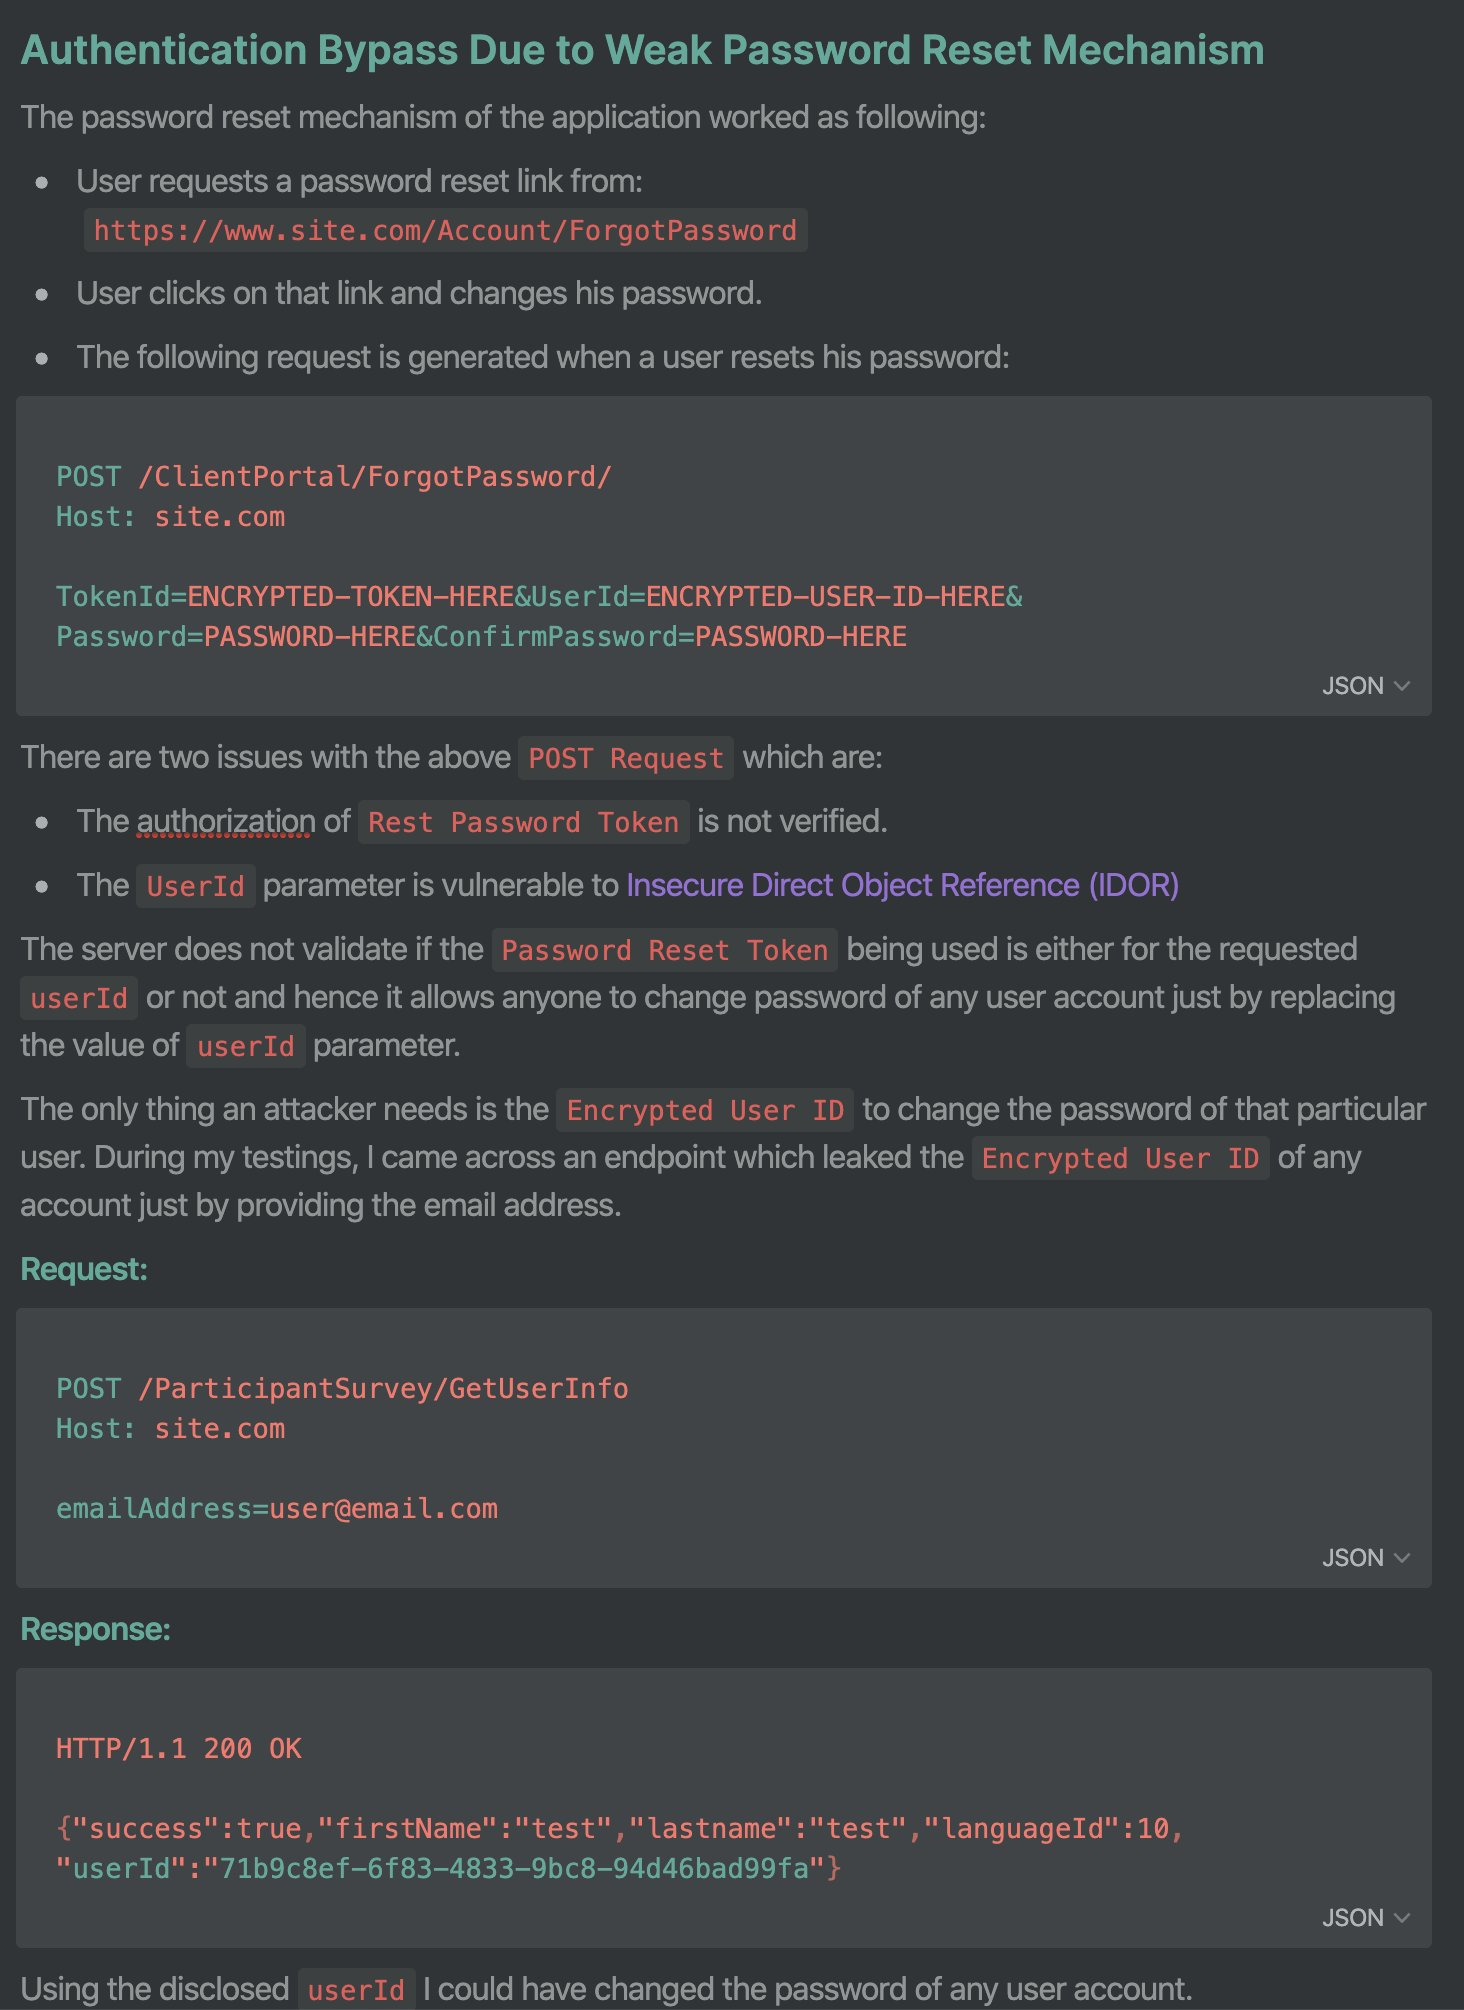 Authentication Bypass Due to Weak Password Reset Mechanism
The password reset mechanism of the application worked as following:
• User requests a password reset link from:
https://www.site.com/Account/ForgotPassword
• User clicks on that link and changes his password.
• The following request is generated when a user resets his password:
POST /ClientPortal/ForgotPassword/
Host: site.com
TokenId=ENCRYPTED-TOKEN-HERE&UserId=ENCRYPTED-USER-ID-HERE&
Password=PASSWORD-HERE&ConfirmPassword=PASSWORD-HERE
JSON
There are two issues with the above POST Request which are:
• The authorization of Rest Password Token is not verified.
• The UserId parameter is vulnerable to Insecure Direct Object Reference (IDOR)
The server does not validate if the Password Reset Token being used is either for the requested
userId or not and hence it allows anyone to change password of any user account just by replacing
the value of userId parameter.
The only thing an attacker needs is the Encrypted User ID to change the password of that particular
user. During my testings, I came across an endpoint which leaked the Encrypted User ID of any
account just by providing the email address.
Request:
POST /ParticipantSurvey/GetUserInfo
Host: site.com
emailAddress=user@email.com
JSON
Response:
HTTP/1.1 200 OK
{"success":true,"firstName":"test","lastname":"test","languageId":10,
"userId":"71b9c8ef-6f83-4833-9bc8-94d46bad99fa"}
JSON
Using the disclosed userId I could have changed the password of any user account.